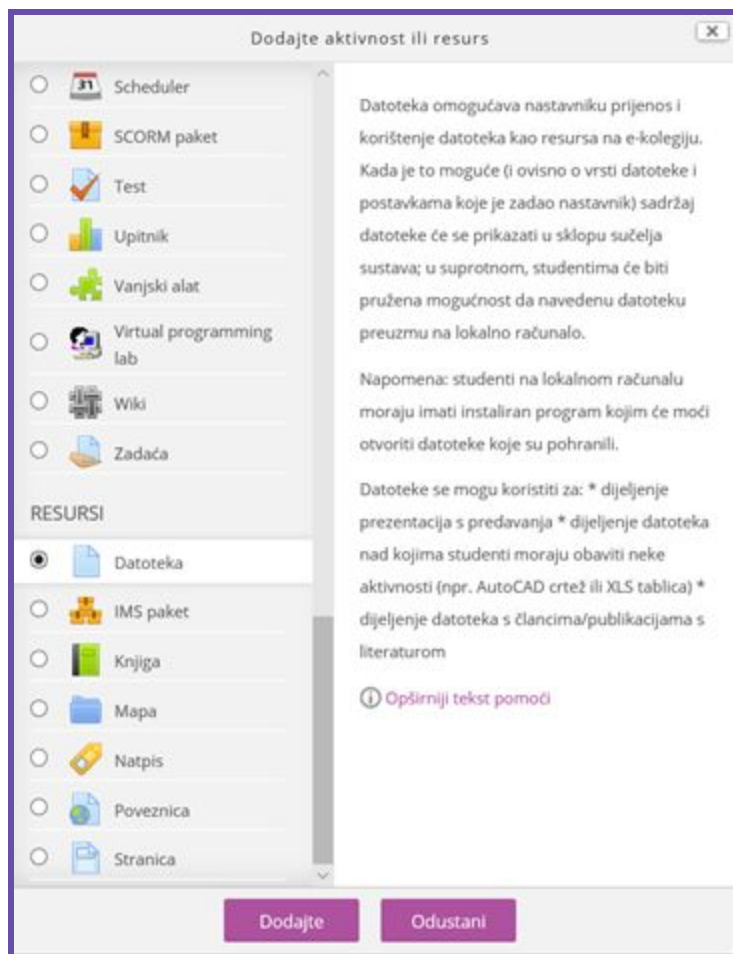 Dodajte aktivnost ili resurs
31
Scheduler
SCORM paket
Test
Upitnik
Vanjski alat
Virtual programming
lab
Wiki
Zadaća
RESURSI
Datoteka
IMS paket
Knjiga
Mapa
Natpis
Poveznica
Stranica
Datoteka omogućava nastavniku prijenos i
korištenje datoteka kao resursa na e-kolegiju.
Kada je to moguće (i ovisno o vrsti datoteke i
postavkama koje je zadao nastavnik) sadržaj
datoteke će se prikazati u sklopu sučelja
sustava; u suprotnom, studentima će biti
pružena mogućnost da navedenu datoteku
preuzmu na lokalno računalo.
Napomena: studenti na lokalnom računalu
moraju imati instaliran program kojim će moći
otvoriti datoteke koje su pohranili.
Datoteke se mogu koristiti za: * dijeljenje
prezentacija s predavanja * dijeljenje datoteka
nad kojima studenti moraju obaviti neke
aktivnosti (npr. AutoCAD crtež ili XLS tablica) *
dijeljenje datoteka s člancima/publikacijama s
literaturom
Opširniji tekst pomoći
Dodajte
Odustani